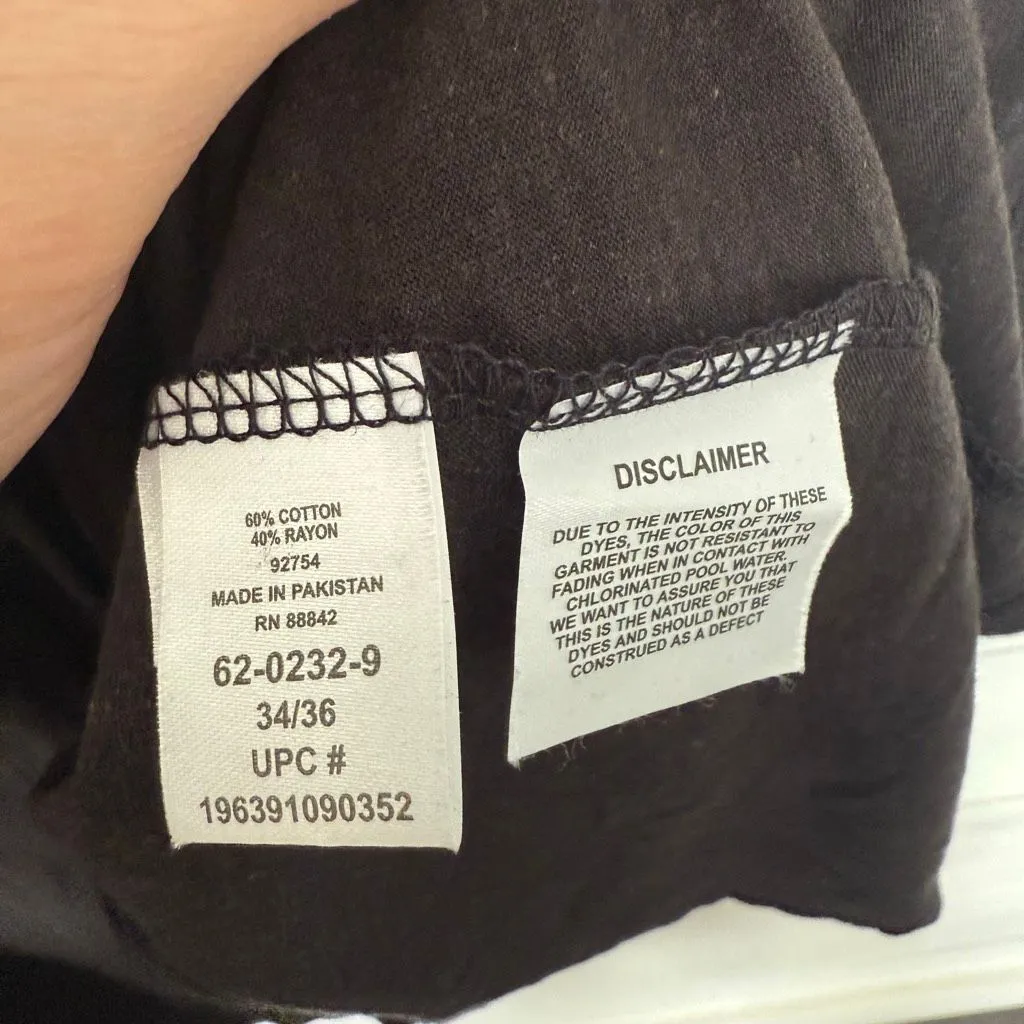 60% COTTON
40% RAYON
92754
MADE IN PAKISTAN
RN 88842
62-0232-9
34/36
UPC #
196391090352
DISCLAIMER
DUE TO THE INTENSITY OF THESE
DYES, THE COLOR OF THIS
GARMENT IS NOT RESISTANT TO
FADING WHEN IN CONTACT WITH
CHLORINATED POOL WATER.
WE WANT TO ASSURE YOU THAT
THIS IS THE NATURE OF THESE
DYES AND SHOULD NOT BE
CONSTRUED AS A DEFECT